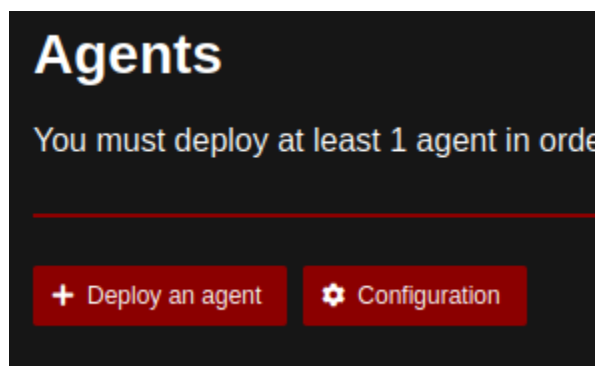 Agents
You must deploy at least 1 agent in orde
Deploy an agent
Configuration